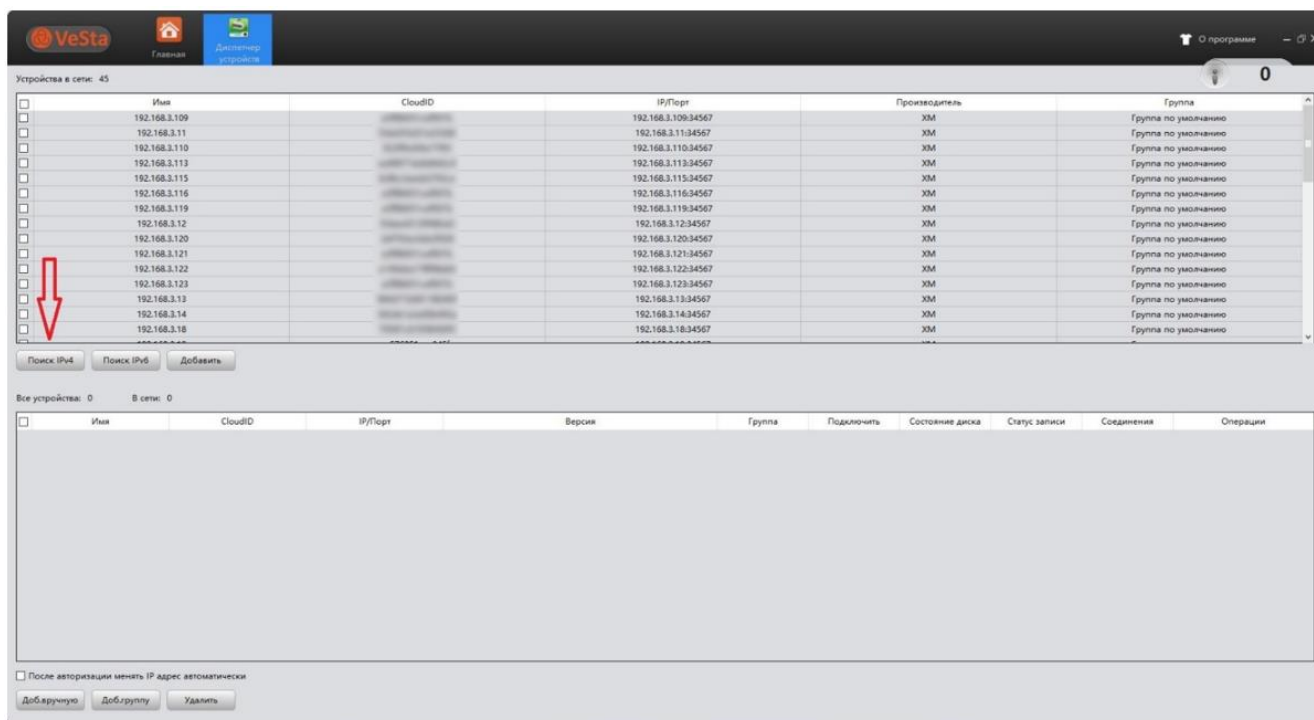 VeSta
Главная
Диспетчер устройств
О программе
Устройства в сети: 45
0
Имя CloudID IP/Порт Производитель Группа
192.168.3.109 192.168.3.109:34567 XM Группа по умолчанию
192.168.3.11 192.168.3.11:34567 XM Группа по умолчанию
192.168.3.110 192.168.3.110:34567 XM Группа по умолчанию
192.168.3.113 192.168.3.113:34567 XM Группа по умолчанию
192.168.3.115 192.168.3.115:34567 XM Группа по умолчанию
192.168.3.116 192.168.3.116:34567 XM Группа по умолчанию
192.168.3.119 192.168.3.119:34567 XM Группа по умолчанию
192.168.3.12 192.168.3.12:34567 XM Группа по умолчанию
192.168.3.120 192.168.3.120:34567 XM Группа по умолчанию
192.168.3.121 192.168.3.121:34567 XM Группа по умолчанию
192.168.3.122 192.168.3.122:34567 XM Группа по умолчанию
192.168.3.123 192.168.3.123:34567 XM Группа по умолчанию
192.168.3.13 192.168.3.13:34567 XM Группа по умолчанию
192.168.3.14 192.168.3.14:34567 XM Группа по умолчанию
192.168.3.18 192.168.3.18:34567 XM Группа по умолчанию
Поиск IPv4 Поиск IPv6 Добавить
Все устройства: 0 В сети: 0
Имя CloudID IP/Порт Версия Группа Подключить Состояние диска Статус записи Соединения Операции
После авторизации менять IP адрес автоматически
Доб.вручную Доб.группу Удалить